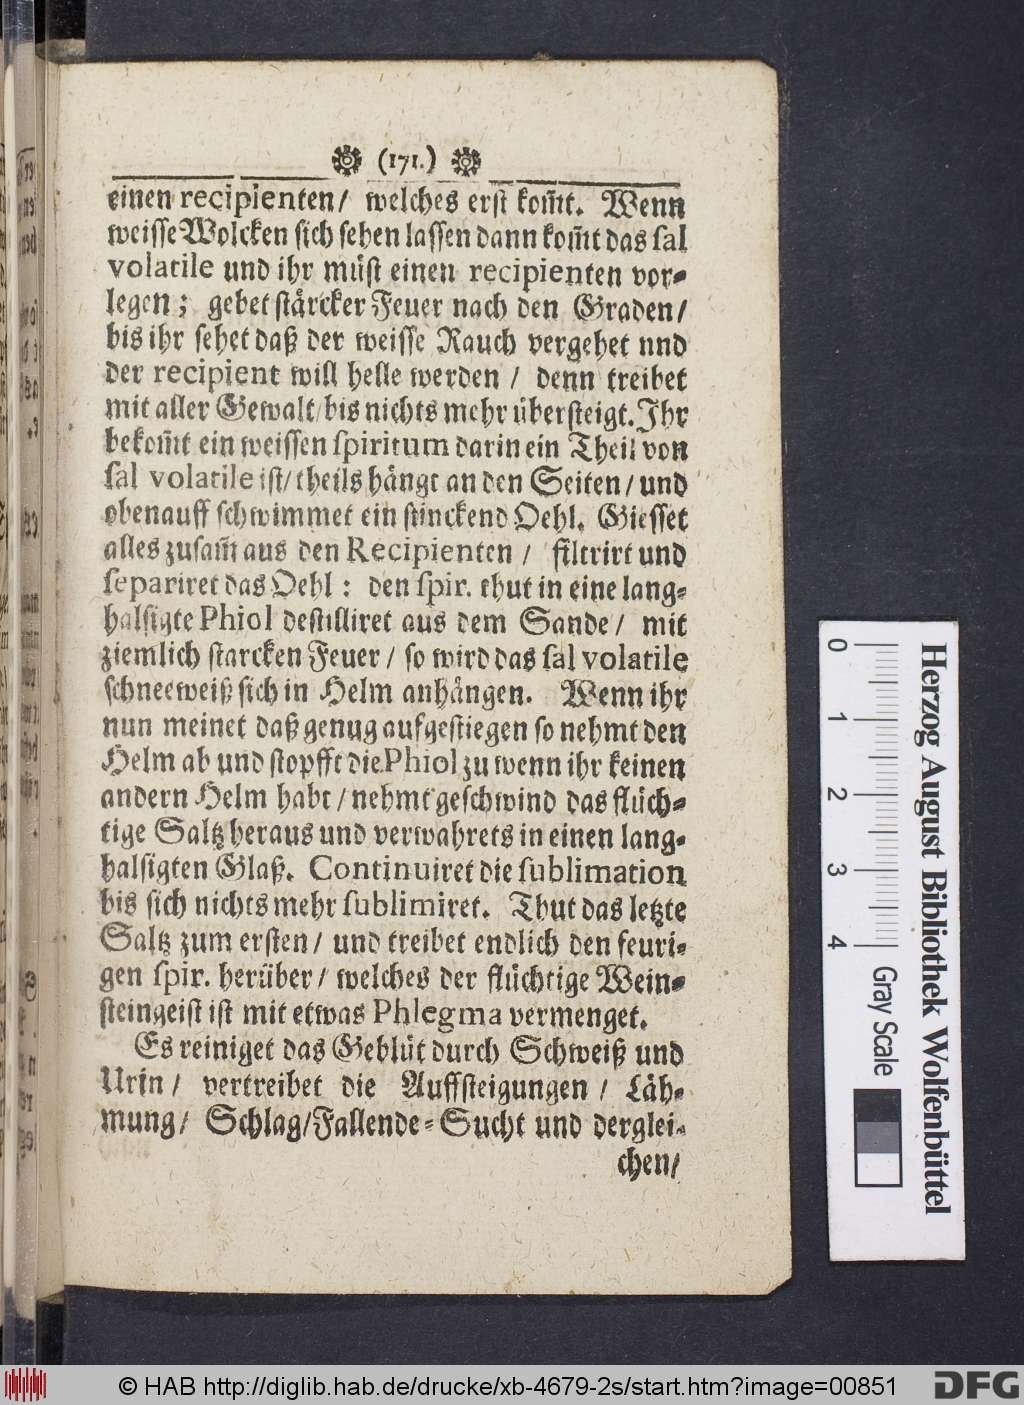 (171.)
einen recipienten/ welches erst kom̃t. Wenn
weisse Wolcken sich sehen lassen dann kom̃t das sal
volatile und ihr müst einen recipienten vor-
legen; gebet stärcker Feuer nach den Graden/
bis ihr sehet daß der weisse Rauch vergehet nnd
der recipient will helle werden / denn treibet
mit aller Gewalt/ bis nichts mehr übersteigt. Ihr
bekom̃t ein weissen spiritum darin ein Theil von
sal volatile ist/ theils hängt an den Seiten/ und
obenauff schwimmet ein stinckend Oehl. Giesset
alles zusam̃ aus den Recipienten / filtrirt und
separiret das Oehl: den spir. thut in eine lang-
halsigte Phiol destilliret aus dem Sande/ mit
ziemlich starcken Feuer / so wird das sal volatile
schneeweiß sich in Helm anhängen. Wenn ihr
nun meinet daß genug aufgestiegen so nehmt den
Helm ab und stopfft die Phiol zu wenn ihr keinen
andern Helm habt / nehmt geschwind das flüch-
tige Saltz heraus und verwahrets in einen lang-
halsigten Glaß. Continuiret die sublimation
bis sich nichts mehr sublimiret. Thut das letzte
Saltz zum ersten/ und treibet endlich den feuri-
gen spir. herüber/ welches der flüchtige Wein-
steingeist ist mit etwas Phlegma vermenget.
Es reiniget das Geblüt durch Schweiß und
Urin/ vertreibet die Auffsteigungen / Läh-
mung/ Schlag/ Fallende-Sucht und derglei-
chen/
0 1 2 3 4 Gray Scale
Herzog August Bibliothek Wolfenbüttel
© HAB http://diglib.hab.de/drucke/xb-4679-2s/start.htm?image=00851
DFG